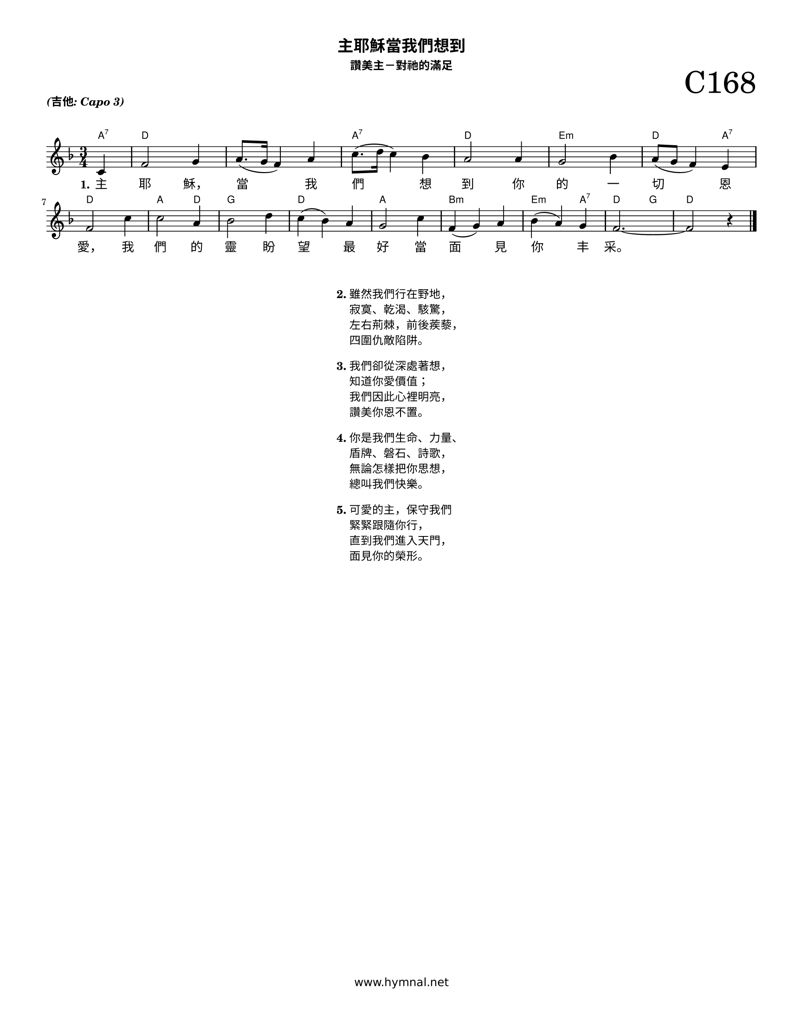 主耶穌當我們想到
讚美主－對祂的滿足
C168
(吉他: Capo 3)
A7 D A7 D Em D A7
3
4
1. 主 耶 穌， 當 我 們 想 到 你 的 一 切 恩
7 D A D G D A Bm Em A7 D G D
愛， 我 們 的 靈 盼 望 最 好 當 面 見 你 丰 采。
2. 雖然我們行在野地，
寂寞、乾渴、駭驚，
左右荊棘，前後蒺藜，
四圍仇敵陷阱。
3. 我們卻從深處著想，
知道你愛價值；
我們因此心裡明亮，
讚美你恩不置。
4. 你是我們生命、力量、
盾牌、磐石、詩歌，
無論怎樣把你思想，
總叫我們快樂。
5. 可愛的主，保守我們
緊緊跟隨你行，
直到我們進入天門，
面見你的榮形。
www.hymnal.net